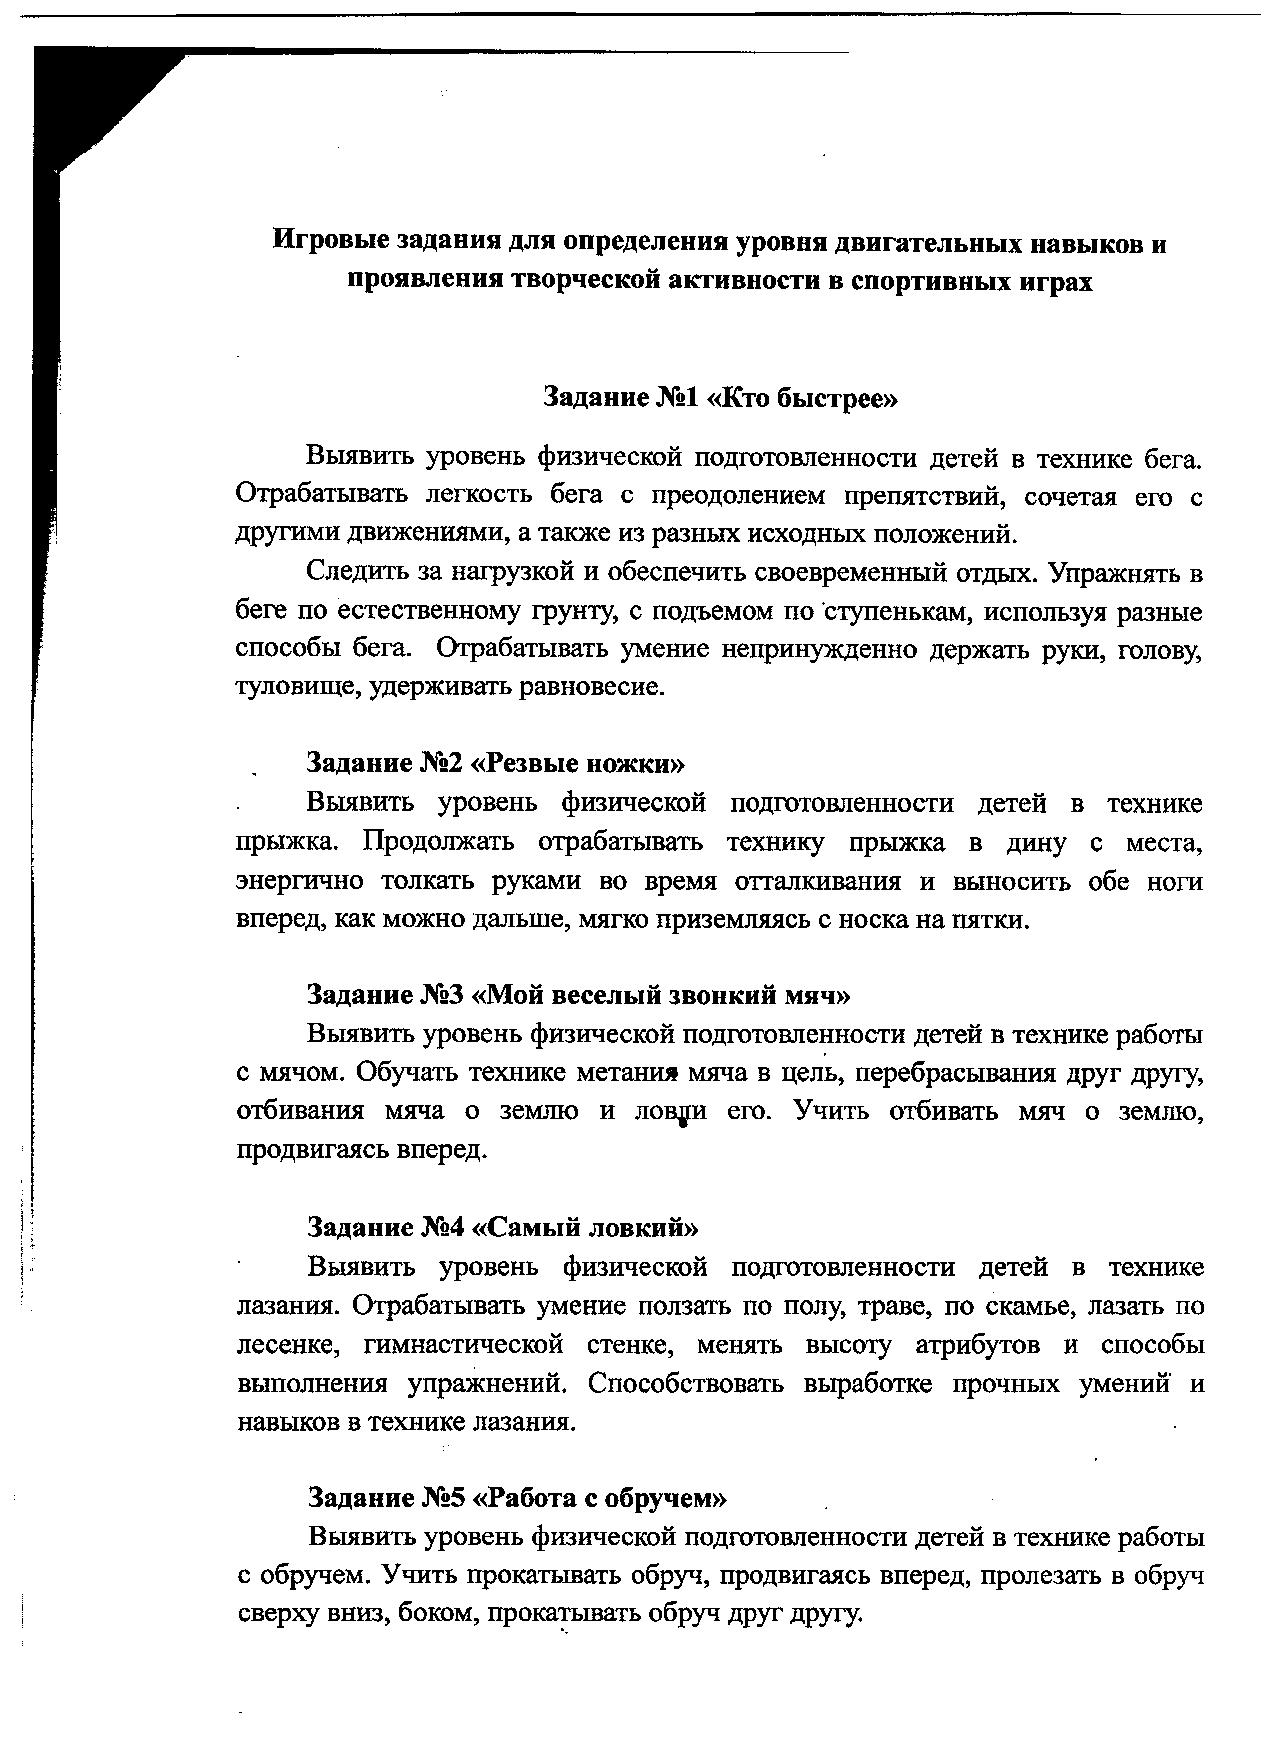 Игровые задания для определения уровня двигательных навыков и
проявления творческой активности в спортивных играх
Задание №1 «Кто быстрее»
Выявить уровень физической подготовленности детей в технике бега.
Отрабатывать легкость бега с преодолением препятствий, сочетая его с
другими движениями, а также из разных исходных положений.
Следить за нагрузкой и обеспечить своевременный отдых. Упражнять в
беге по естественному грунту, с подъемом по ступенькам, используя разные
способы бега. Отрабатывать умение непринужденно держать руки, голову,
туловище, удерживать равновесие.
Задание №2 «Резвые ножки»
Выявить уровень физической подготовленности детей в технике
прыжка. Продолжать отрабатывать технику прыжка в дину с места,
энергично толкать руками во время отталкивания и выносить обе ноги
вперед, как можно дальше, мягко приземляясь с носка на пятки.
Задание №3 «Мой веселый звонкий мяч»
Выявить уровень физической подготовленности детей в технике работы
с мячом. Обучать технике метания мяча в цель, перебрасывания друг другу,
отбивания мяча о землю и ловли его. Учить отбивать мяч о землю,
продвигаясь вперед.
Задание №4 «Самый ловкий»
Выявить уровень физической подготовленности детей в технике
лазания. Отрабатывать умение ползать по полу, траве, по скамье, лазать по
лесенке, гимнастической стенке, менять высоту атрибутов и способы
выполнения упражнений. Способствовать выработке прочных умений и
навыков в технике лазания.
Задание №5 «Работа с обручем»
Выявить уровень физической подготовленности детей в технике работы
с обручем. Учить прокатывать обруч, продвигаясь вперед, пролезать в обруч
сверху вниз, боком, прокатывать обруч друг другу.